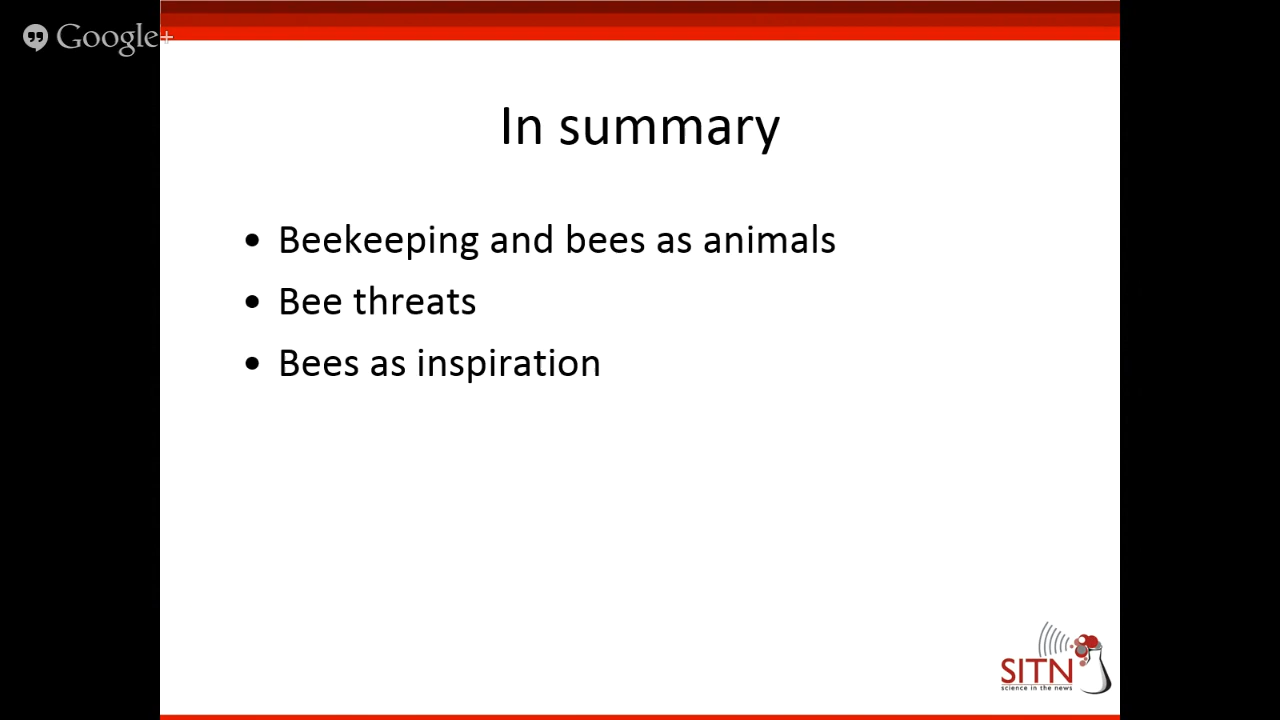 Google+
In summary
• Beekeeping and bees as animals
• Bee threats
• Bees as inspiration
SITN
science in the news